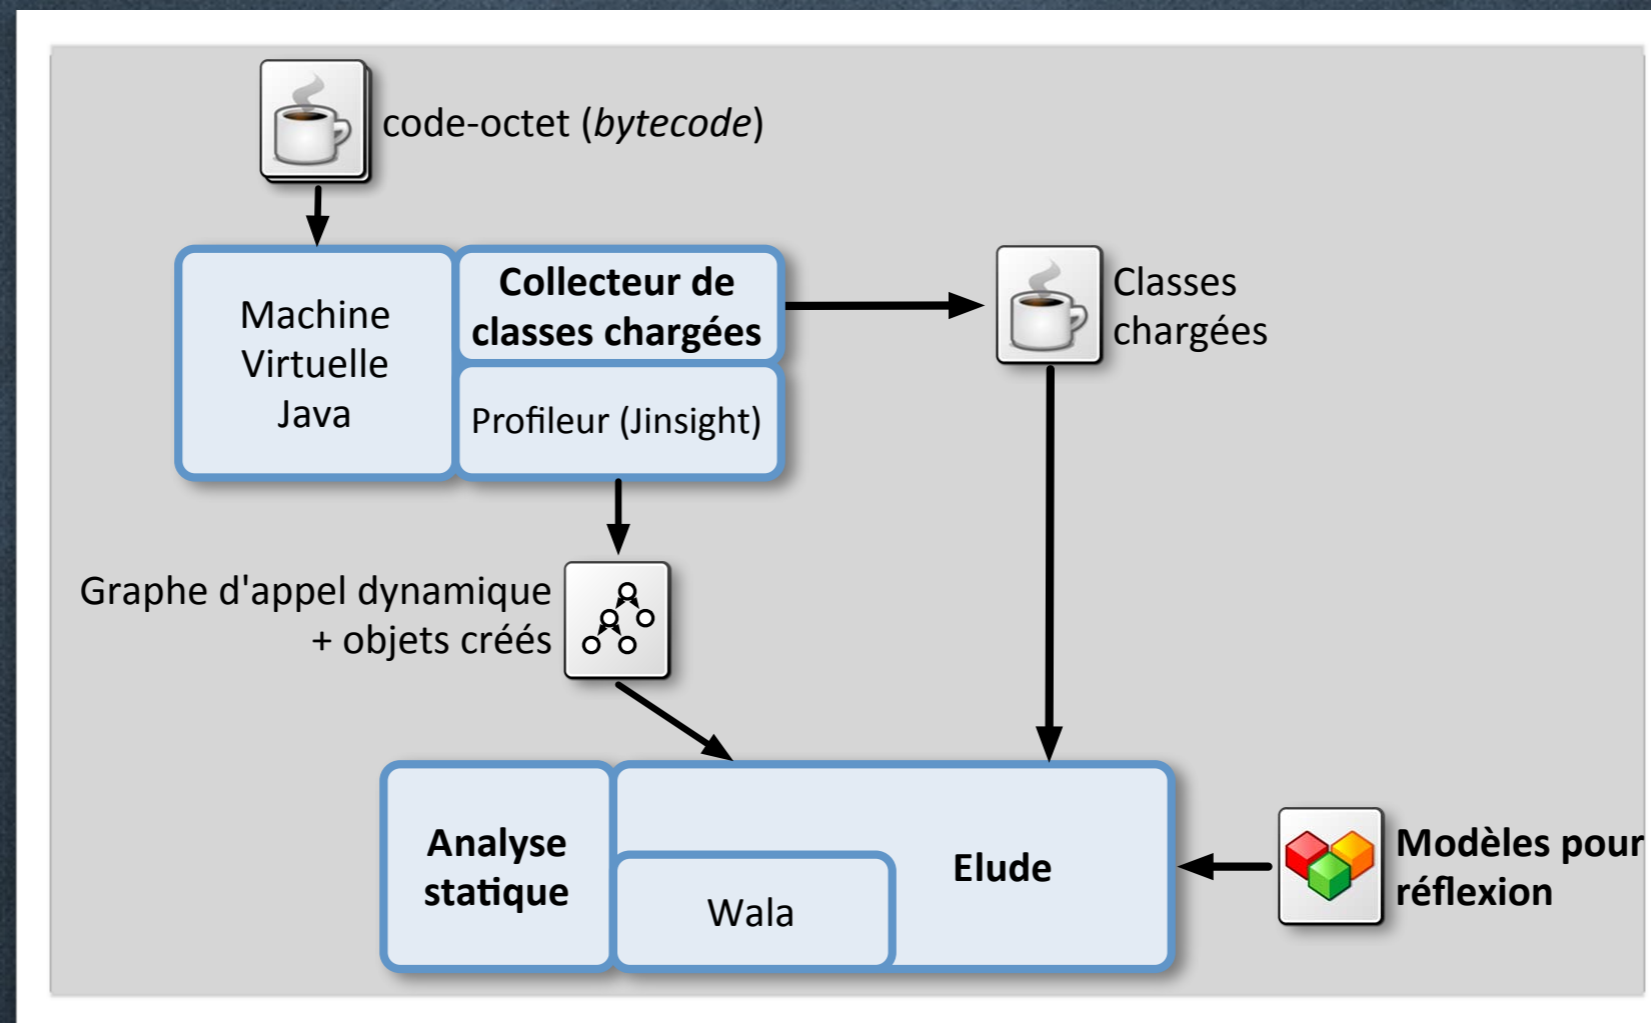 code-octet (bytecode)
Machine
Virtuelle
Java
Collecteur de
classes chargées
Profileur (Jinsight)
Classes
chargées
Graphe d'appel dynamique
+ objets créés
Analyse
statique
Wala
Elude
Modèles pour
réflexion